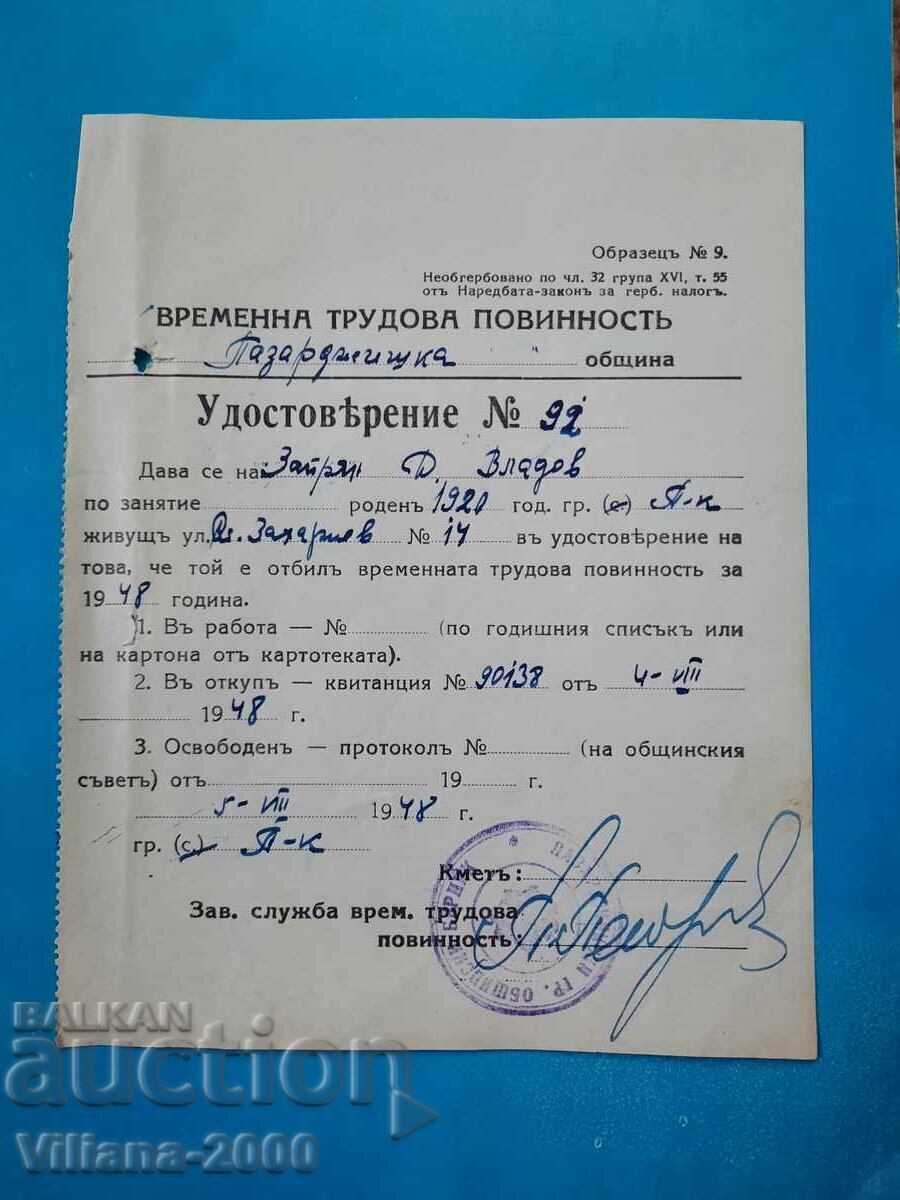 Образецъ № 9.
Необгербовано по чл. 32 група XVI, т. 55
отъ Наредбата-законъ за герб. налогъ.
ВРЕМЕННА ТРУДОВА ПОВИННОСТЬ
Пазарджишка " община
Удостовѣрение № 92
Дава се на Запрян Д. Владов
по занятие роденъ 1920 год. гр. (с) П-к
живущъ ул. Захариев № 14 въ удостовѣрение на
това, че той е отбилъ временната трудова повинность за
1948 година.
1. Въ работа — № (по годишния списъкъ или
на картона отъ картотеката).
2. Въ откупъ — квитанция № 90138 отъ 4-VIII
1948 г.
3. Освободенъ — протоколъ № (на общинския
съветъ) отъ 19 г.
5-VIII 1948 г.
гр. (с.) П-к
Кметъ:
Зав. служба врем. трудова
повинность:
ГР. ОБЩИНСКИ
BALKAN
auction
Viliana-2000